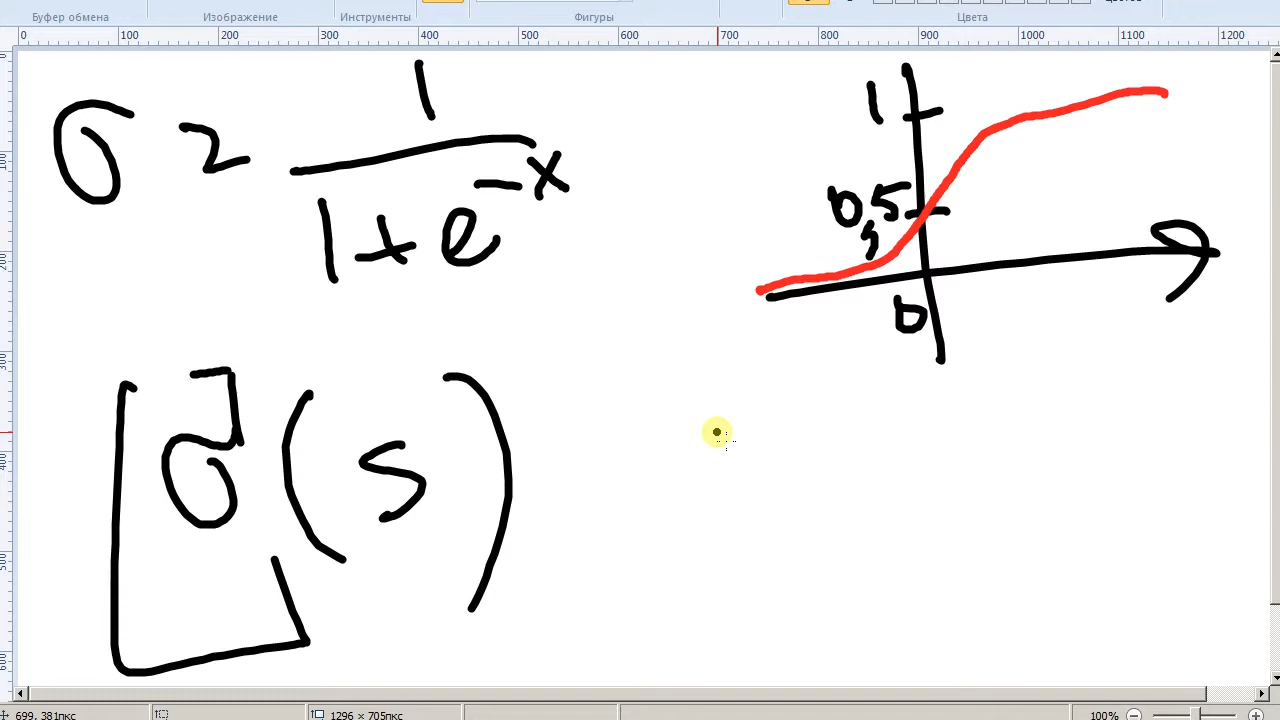 Буфер обмена Изображение Инструменты Фигуры Цвета
0 100 200 300 400 500 600 700 800 900 1000 1100 1200
σ = 1
1 + e^-x
1
0,5
0
σ ( s )
699, 381пкс 1296 × 705пкс 100%